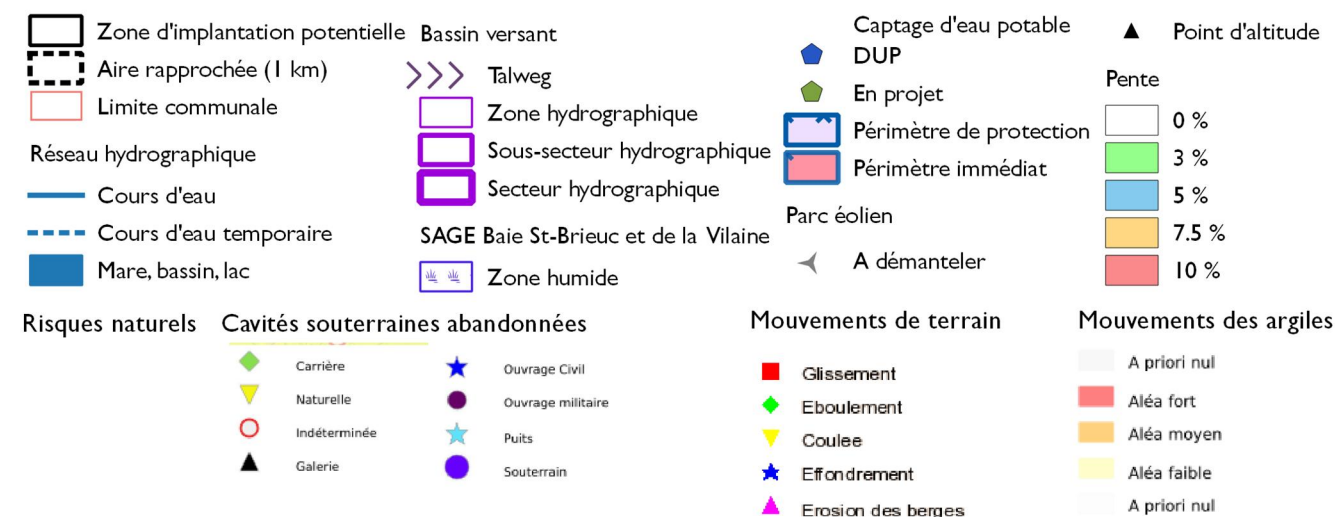 Zone d'implantation potentielle
Aire rapprochée (1 km)
Limite communale
Réseau hydrographique
Cours d'eau
Cours d'eau temporaire
Mare, bassin, lac
Bassin versant
Talweg
Zone hydrographique
Sous-secteur hydrographique
Secteur hydrographique
SAGE Baie St-Brieuc et de la Vilaine
Zone humide
Captage d'eau potable
DUP
En projet
Périmètre de protection
Périmètre immédiat
Parc éolien
A démanteler
Point d'altitude
Pente
0 %
3 %
5 %
7.5 %
10 %
Risques naturels
Cavités souterraines abandonnées
Carrière
Naturelle
Indéterminée
Galerie
Ouvrage Civil
Ouvrage militaire
Puits
Souterrain
Mouvements de terrain
Glissement
Eboulement
Coulee
Effondrement
Erosion des berges
Mouvements des argiles
A priori nul
Aléa fort
Aléa moyen
Aléa faible
A priori nul